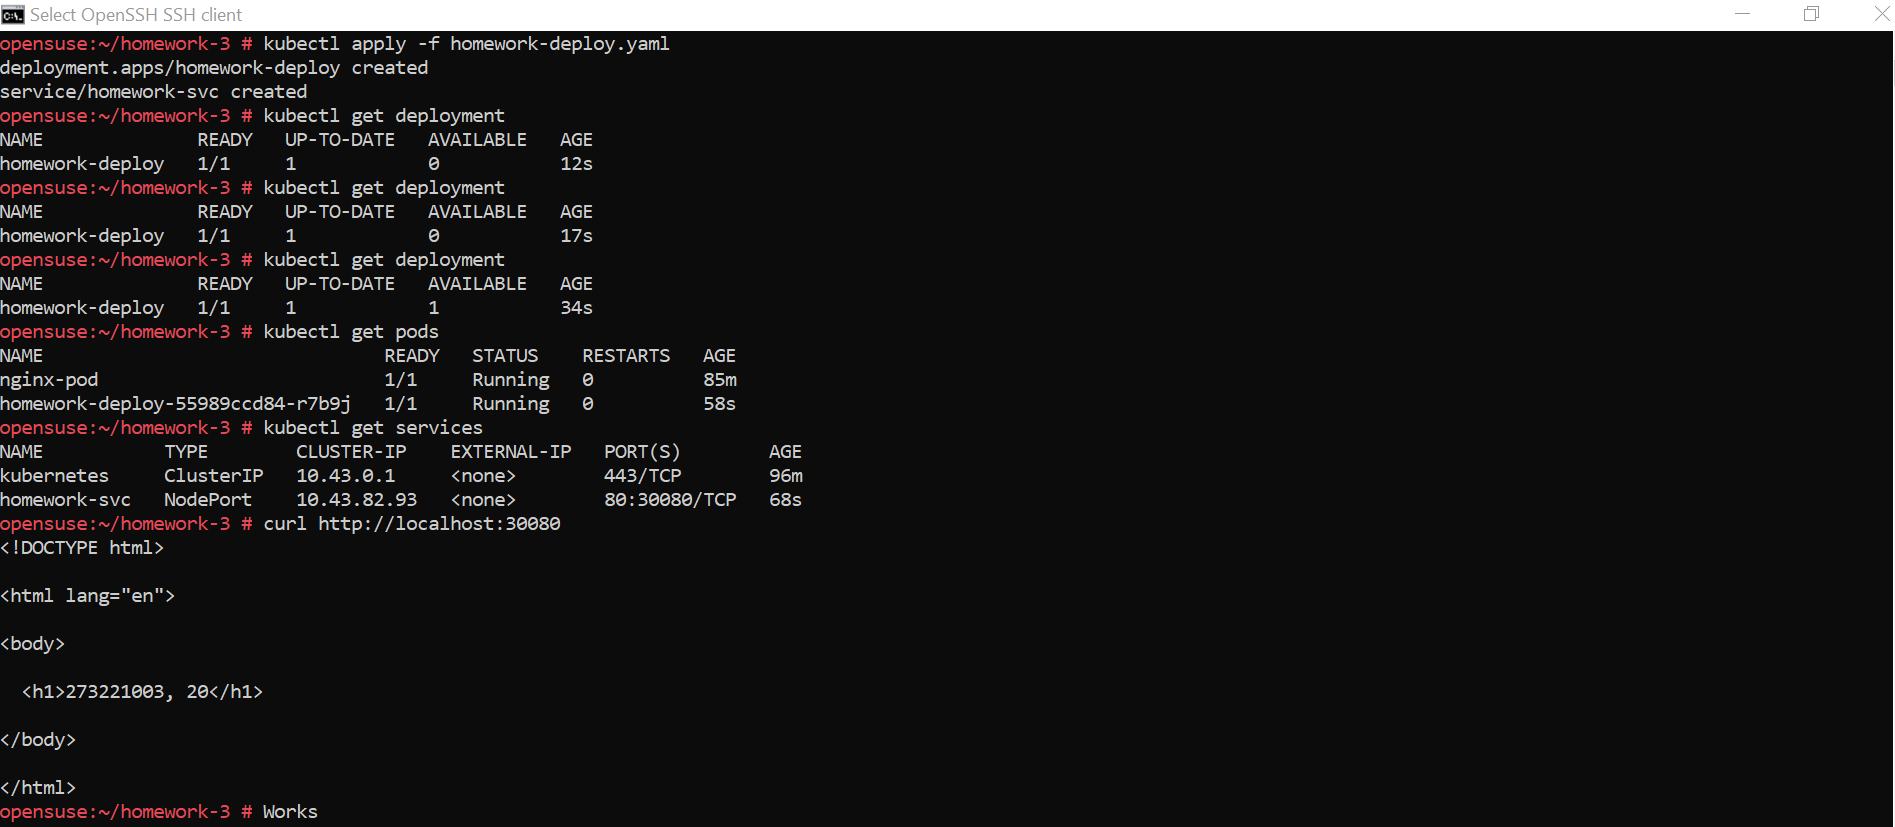 Select OpenSSH SSH client
opensuse:~/homework-3 # kubectl apply -f homework-deploy.yaml
deployment.apps/homework-deploy created
service/homework-svc created
opensuse:~/homework-3 # kubectl get deployment
NAME              READY   UP-TO-DATE   AVAILABLE   AGE
homework-deploy   1/1     1            0           12s
opensuse:~/homework-3 # kubectl get deployment
NAME              READY   UP-TO-DATE   AVAILABLE   AGE
homework-deploy   1/1     1            0           17s
opensuse:~/homework-3 # kubectl get deployment
NAME              READY   UP-TO-DATE   AVAILABLE   AGE
homework-deploy   1/1     1            1           34s
opensuse:~/homework-3 # kubectl get pods
NAME                               READY   STATUS    RESTARTS   AGE
nginx-pod                          1/1     Running   0          85m
homework-deploy-55989ccd84-r7b9j   1/1     Running   0          58s
opensuse:~/homework-3 # kubectl get services
NAME           TYPE        CLUSTER-IP    EXTERNAL-IP   PORT(S)        AGE
kubernetes     ClusterIP   10.43.0.1     <none>        443/TCP        96m
homework-svc   NodePort    10.43.82.93   <none>        80:30080/TCP   68s
opensuse:~/homework-3 # curl http://localhost:30080
<!DOCTYPE html>
<html lang="en">
<body>
  <h1>273221003, 20</h1>
</body>
</html>
opensuse:~/homework-3 # Works